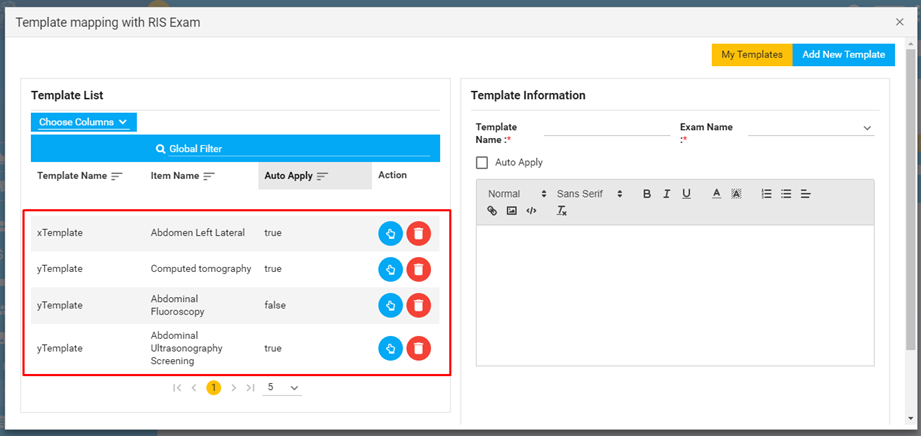 Template mapping with RIS Exam
My Templates
Add New Template
Template List
Choose Columns
Global Filter
Template Name
Item Name
Auto Apply
Action
xTemplate
Abdomen Left Lateral
true
yTemplate
Computed tomography
true
yTemplate
Abdominal
Fluoroscopy
false
yTemplate
Abdominal
Ultrasonography
Screening
true
1
5
Template Information
Template
Name :*
Exam Name
:*
Auto Apply
Normal
Sans Serif
B
I
U
A
A